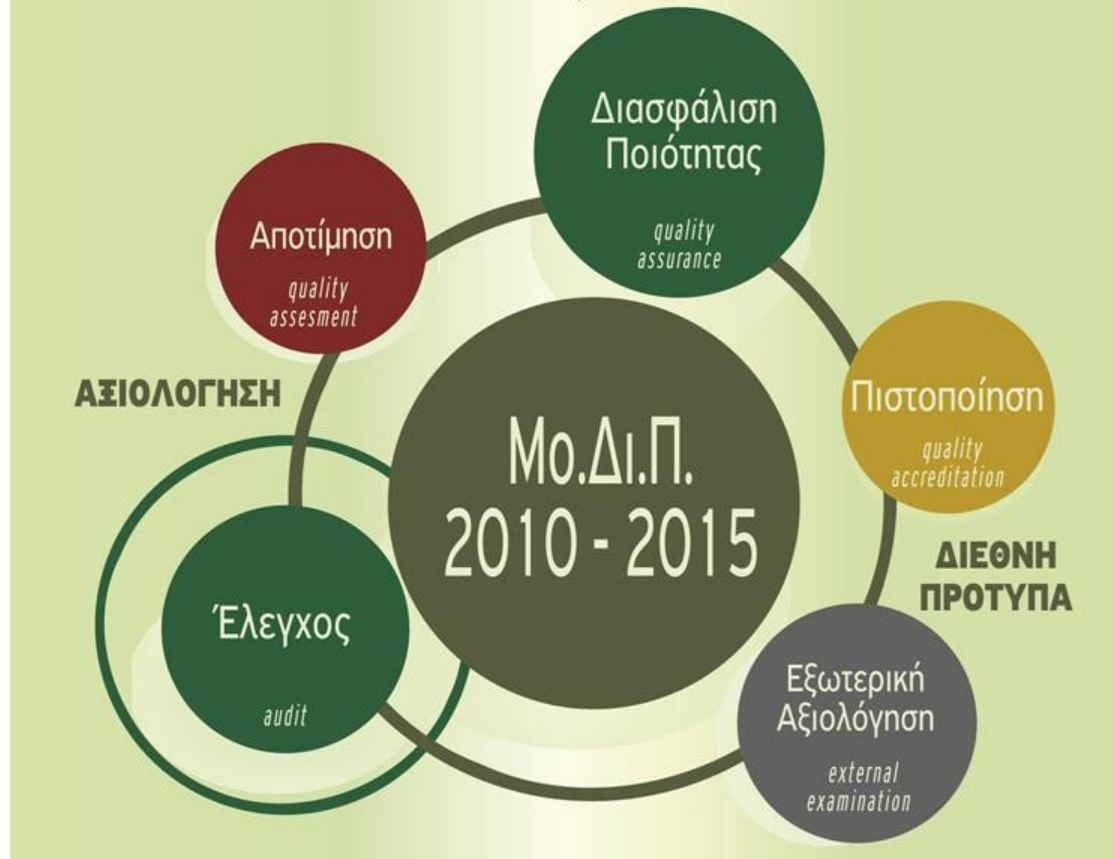 Διασφάλιση
Ποιότητας
quality
assurance
Αποτίμηση
quality
assesment
ΑΞΙΟΛΟΓΗΣΗ
Πιστοποίηση
quality
accreditation
Μο.Δι.Π.
2010 - 2015
ΔΙΕΘΝΗ
ΠΡΟΤΥΠΑ
Έλεγχος
audit
Εξωτερική
Αξιολόγηση
external
examination